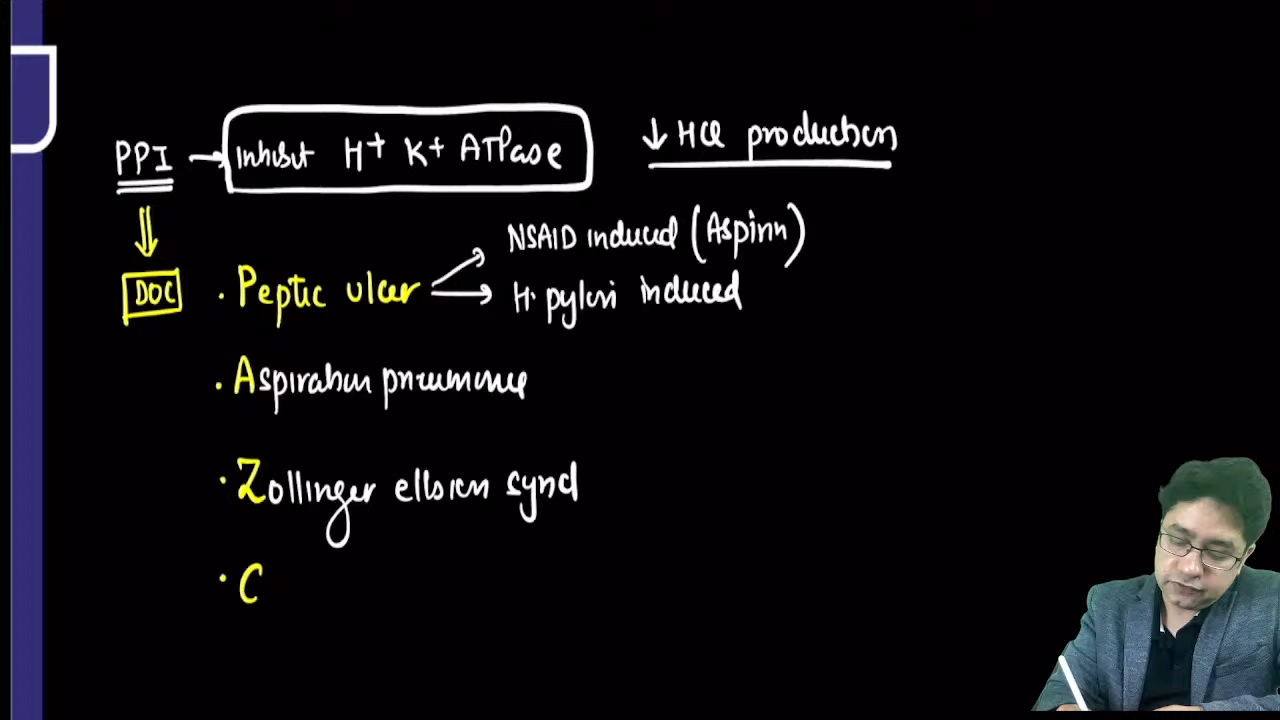 PPI → Inhibit H+ K+ ATPase ↓ HCl production
NSAID induced (Aspirin)
DOC · Peptic ulcer
H. pylori induced
· Aspiration pneumonia
· Zollinger ellison synd
· C